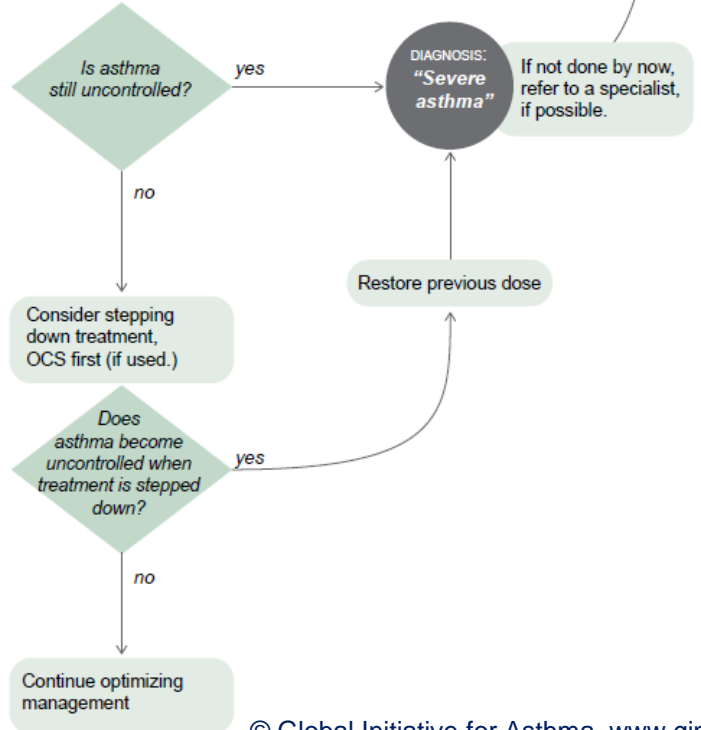 Is asthma
still uncontrolled?
yes
DIAGNOSIS:
“Severe
asthma”
If not done by now,
refer to a specialist,
if possible.
no
Restore previous dose
Consider stepping
down treatment,
OCS first (if used.)
Does
asthma become
uncontrolled when
treatment is stepped
down?
yes
no
Continue optimizing
management
© Global Initiative for Asthma,